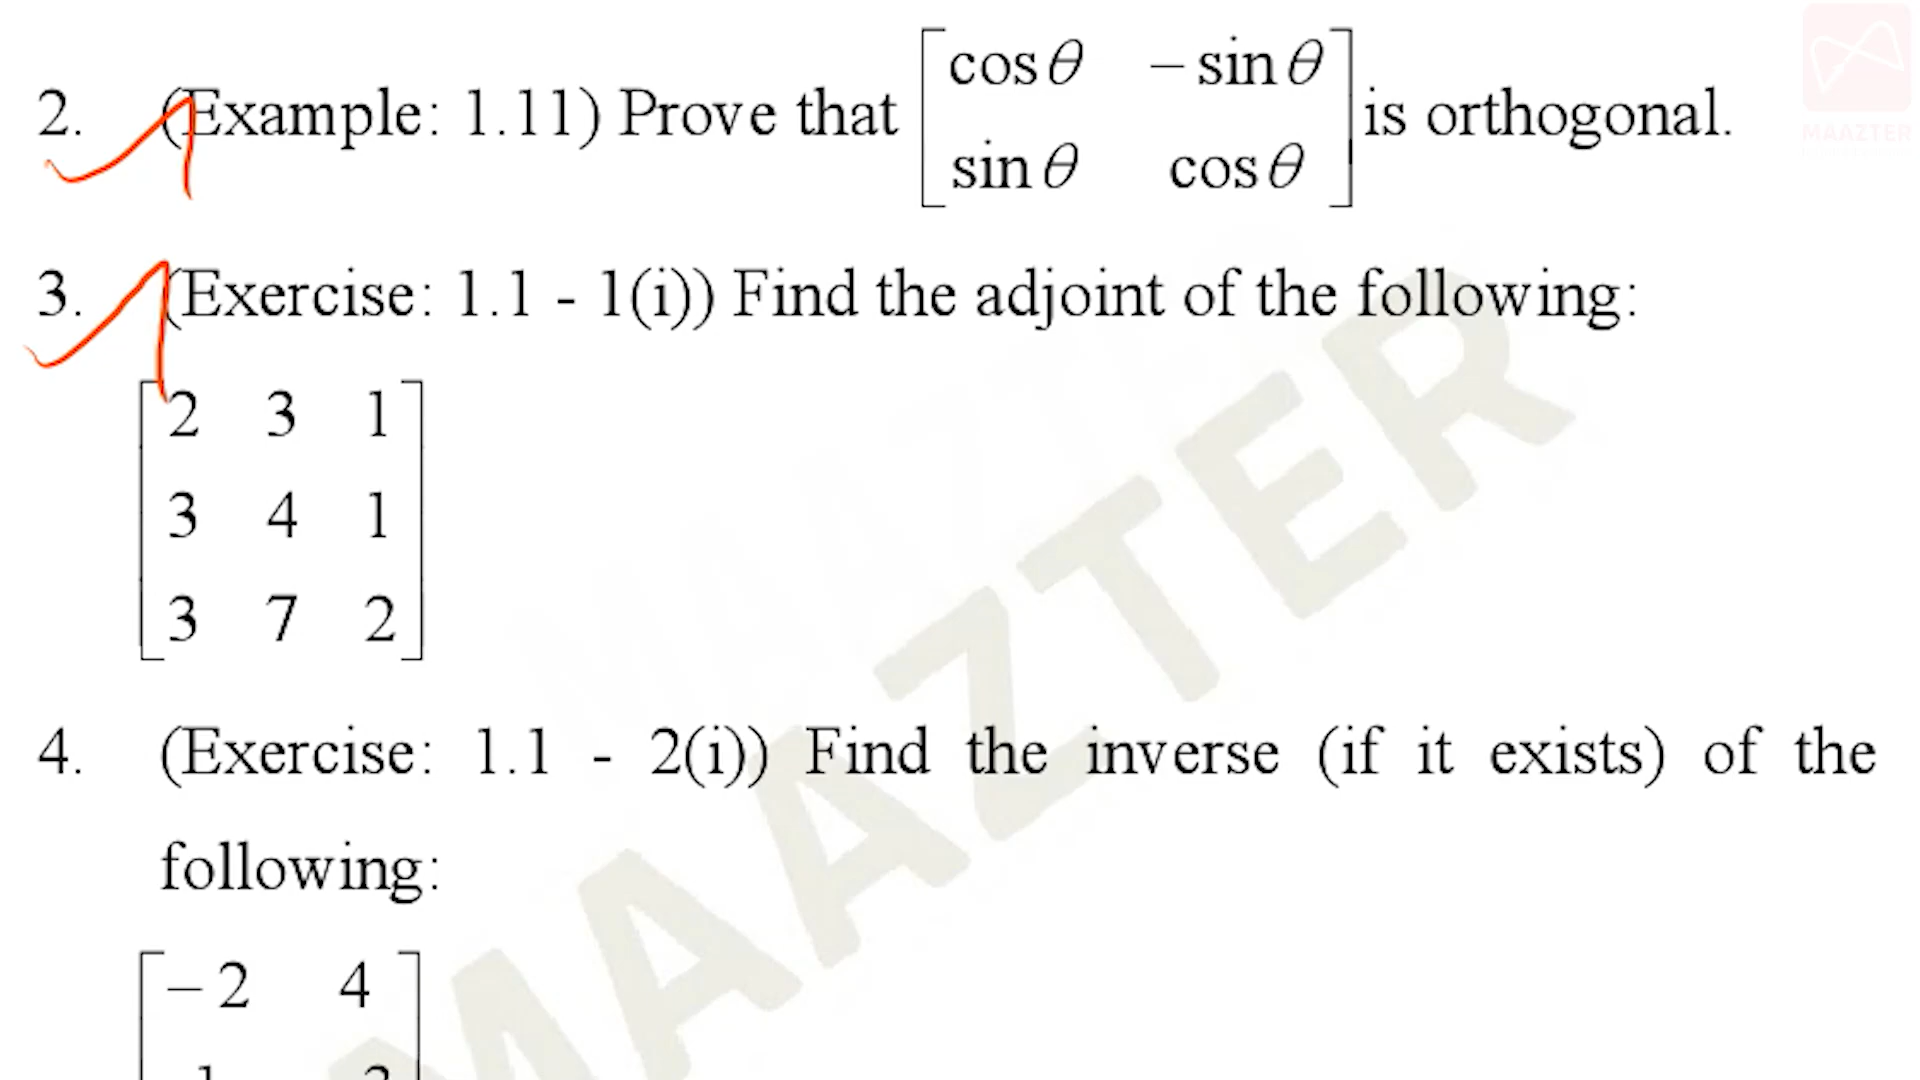 2. (Example: 1.11) Prove that [cos θ − sin θ
sin θ cos θ] is orthogonal.
MAAZTER
3. (Exercise: 1.1 - 1(i)) Find the adjoint of the following:
2 3 1
3 4 1
3 7 2
MAAZTER
4. (Exercise: 1.1 - 2(i)) Find the inverse (if it exists) of the
following:
−2 4